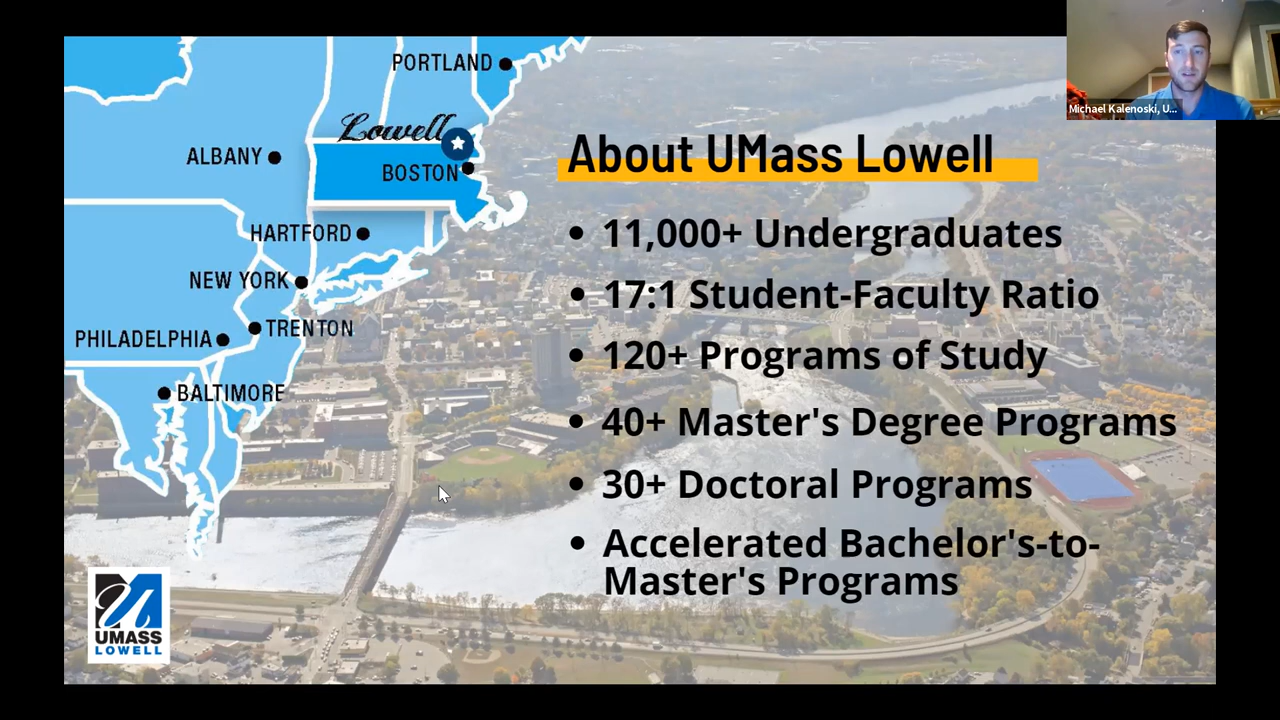 Michael Kalenoski, U...
PORTLAND
Lowell
ALBANY
BOSTON
HARTFORD
NEW YORK
TRENTON
PHILADELPHIA
BALTIMORE
About UMass Lowell
• 11,000+ Undergraduates
• 17:1 Student-Faculty Ratio
• 120+ Programs of Study
• 40+ Master's Degree Programs
• 30+ Doctoral Programs
• Accelerated Bachelor's-to-
Master's Programs
UMASS
LOWELL